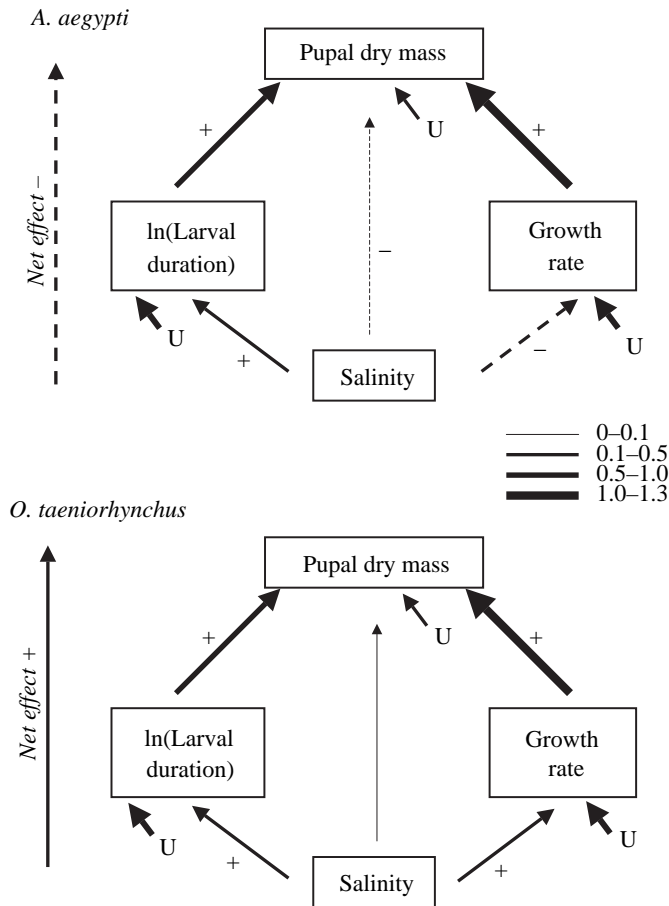 A. aegypti
Pupal dry mass
+
+
U
Net effect –
ln(Larval
duration)
–
Growth
rate
U
+
Salinity
–
U
0–0.1
0.1–0.5
0.5–1.0
1.0–1.3
O. taeniorhynchus
Pupal dry mass
+
+
U
Net effect +
ln(Larval
duration)
Growth
rate
U
+
Salinity
+
U